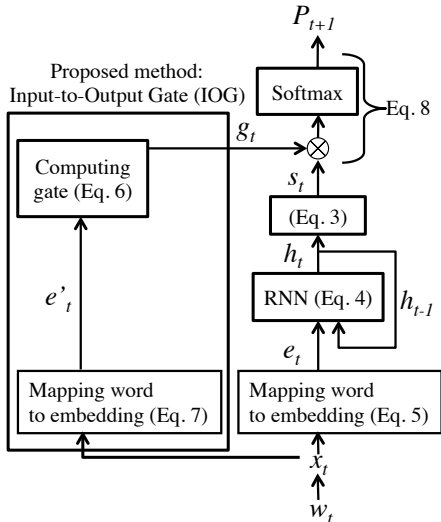 P_{t+1}
Proposed method:
Input-to-Output Gate (IOG)
Softmax
Eq. 8
g_t
Computing
gate (Eq. 6)
s_t
(Eq. 3)
h_t
RNN (Eq. 4)
h_{t-1}
e'_t
e_t
Mapping word
to embedding (Eq. 7)
Mapping word
to embedding (Eq. 5)
x_t
w_t